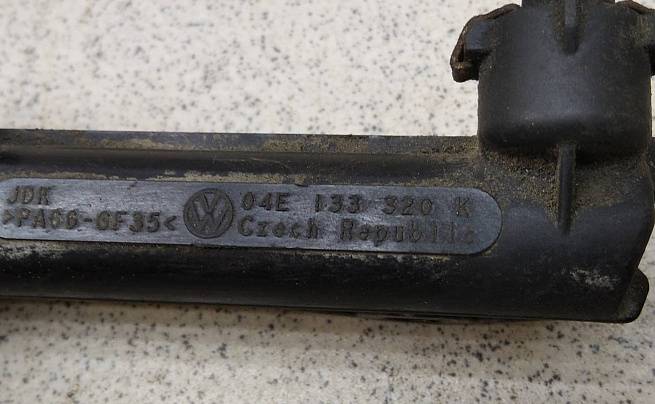 JDK
>PA66-GF35<
04E 133 320 K
Czech Republic